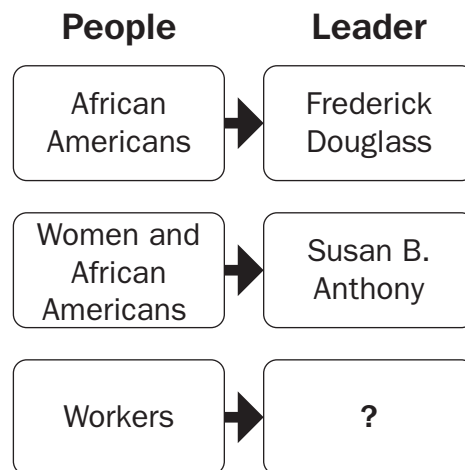 People
Leader
African
Americans
Frederick
Douglass
Women and
African
Americans
Susan B.
Anthony
Workers
?